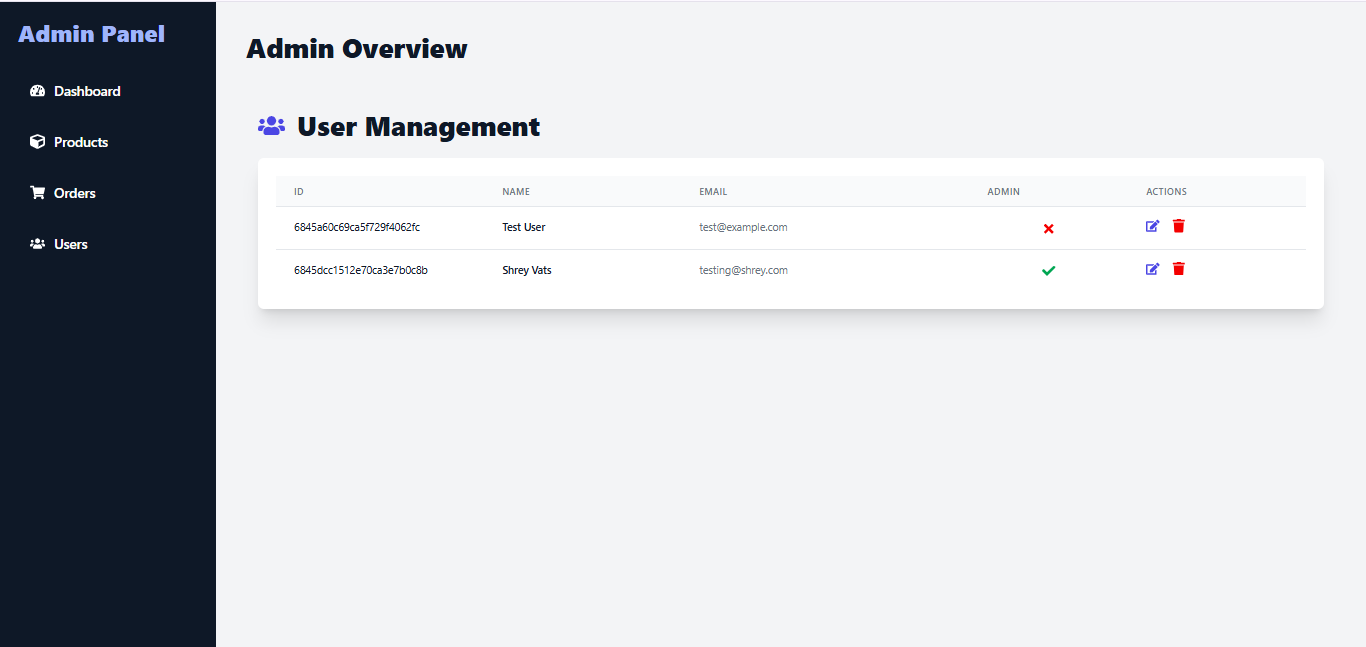 Admin Panel
Dashboard
Products
Orders
Users
Admin Overview
User Management
ID NAME EMAIL ADMIN ACTIONS
6845a60c69ca5f729f4062fc Test User test@example.com
6845dcc1512e70ca3e7b0c8b Shrey Vats testing@shrey.com